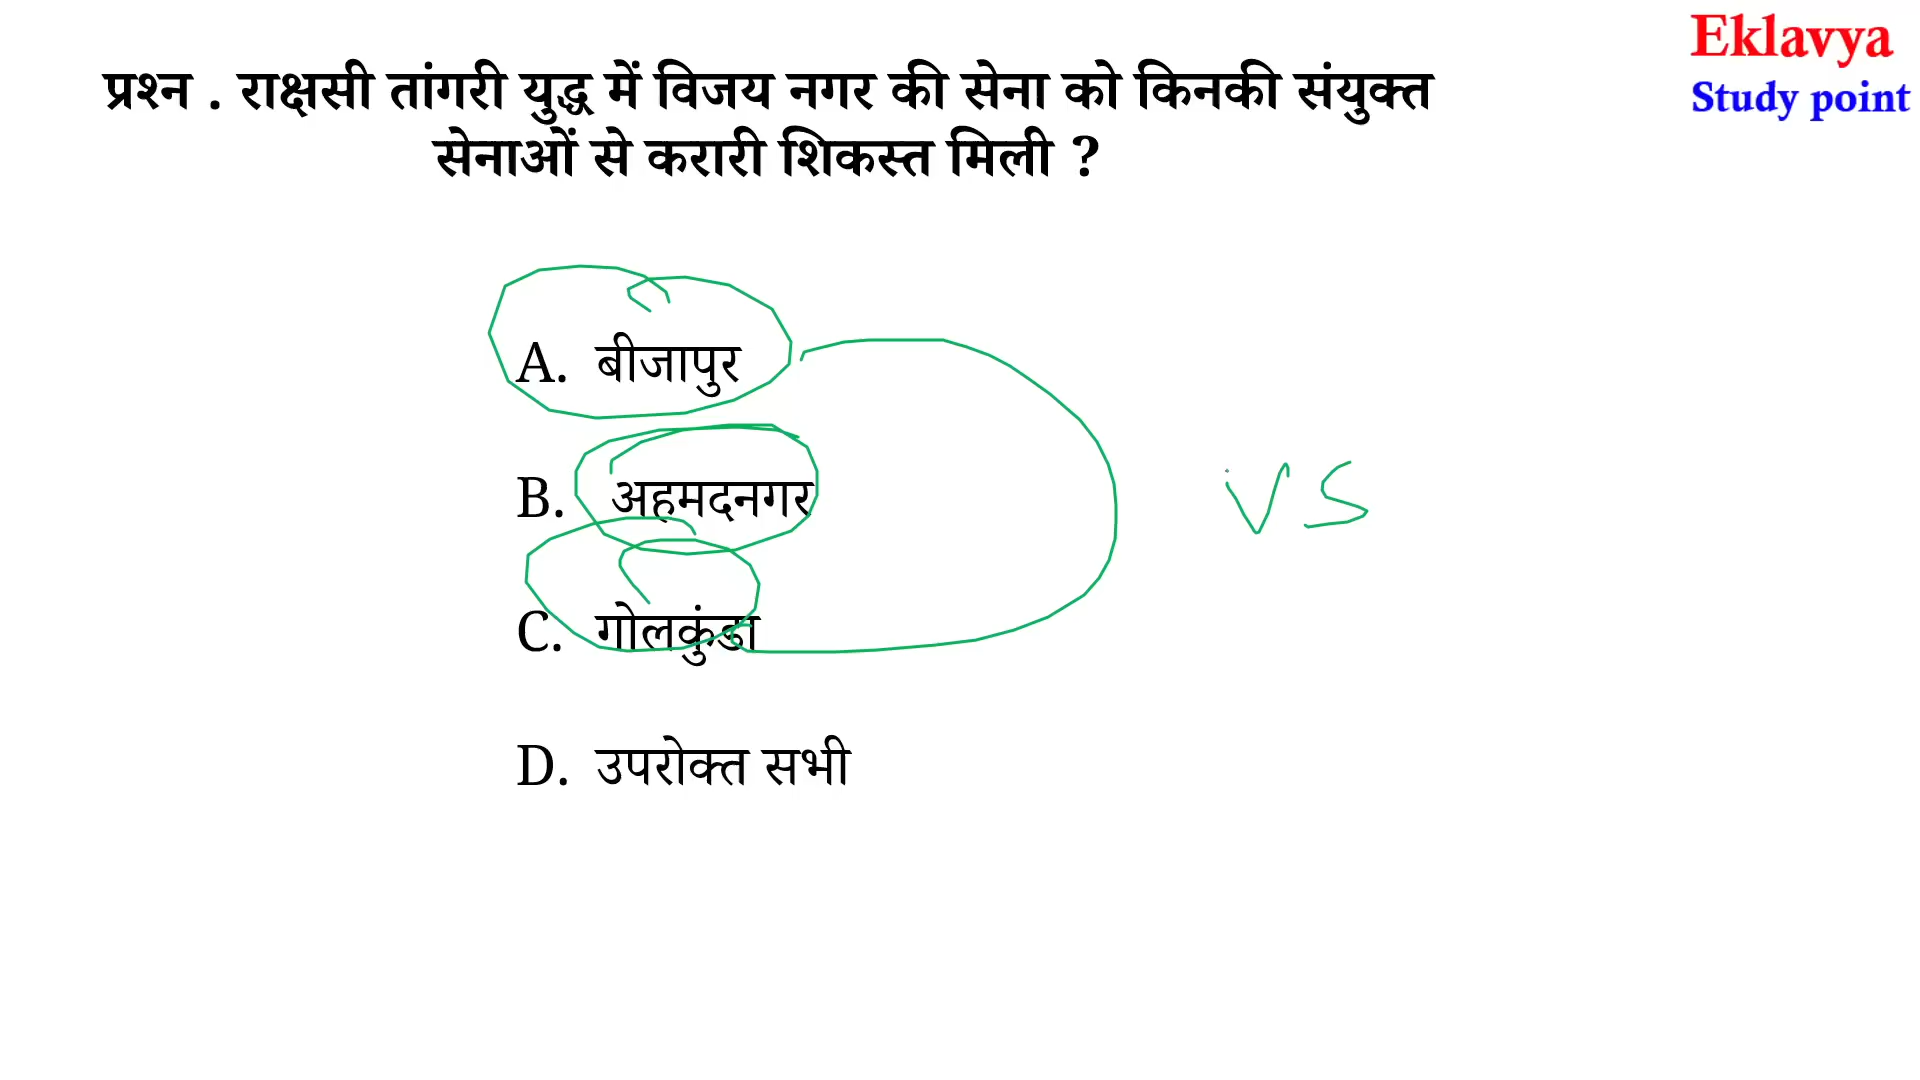 Eklavya
Study point
प्रश्न . राक्षसी तांगरी युद्ध में विजय नगर की सेना को किनकी संयुक्त
सेनाओं से करारी शिकस्त मिली ?
A. बीजापुर
B. अहमदनगर
VS
C. गोलकुंडा
D. उपरोक्त सभी